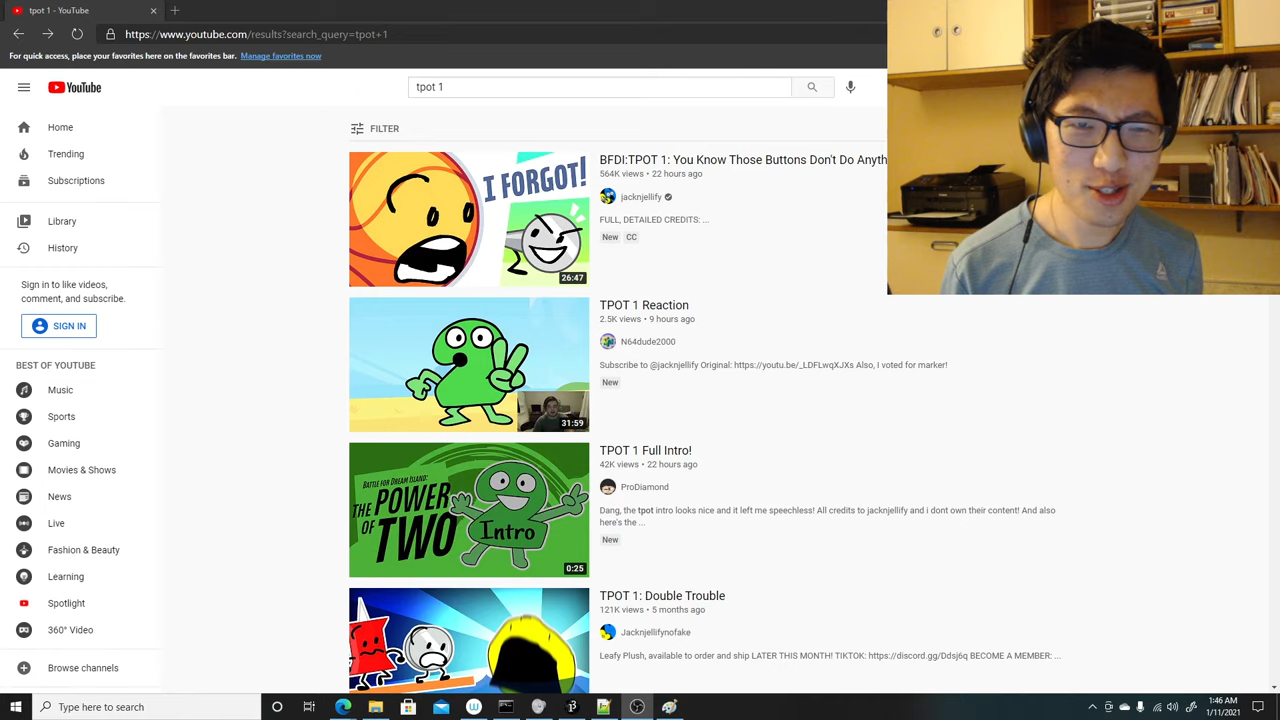 tpot 1 - YouTube
https://www.youtube.com/results?search_query=tpot+1
For quick access, place your favorites here on the favorites bar. Manage favorites now
YouTube
tpot 1
Home
Trending
Subscriptions
Library
History
Sign in to like videos,
comment, and subscribe.
SIGN IN
BEST OF YOUTUBE
Music
Sports
Gaming
Movies & Shows
News
Live
Fashion & Beauty
Learning
Spotlight
360° Video
Browse channels
FILTER
I FORGOT!
26:47
BFDI:TPOT 1: You Know Those Buttons Don't Do Anyth
564K views • 22 hours ago
jacknjellify
FULL, DETAILED CREDITS: ...
New CC
31:59
TPOT 1 Reaction
2.5K views • 9 hours ago
N64dude2000
Subscribe to @jacknjellify Original: https://youtu.be/_LDFLwqXJXs Also, I voted for marker!
New
BATTLE FOR DREAM ISLAND:
THE POWER
OF TWO
Intro
0:25
TPOT 1 Full Intro!
42K views • 22 hours ago
ProDiamond
Dang, the tpot intro looks nice and it left me speechless! All credits to jacknjellify and i dont own their content! And also
here's the ...
New
TPOT 1: Double Trouble
121K views • 5 months ago
Jacknjellifynofake
Leafy Plush, available to order and ship LATER THIS MONTH! TIKTOK: https://discord.gg/Ddsj6q BECOME A MEMBER: ...
Type here to search
1:46 AM
1/11/2021